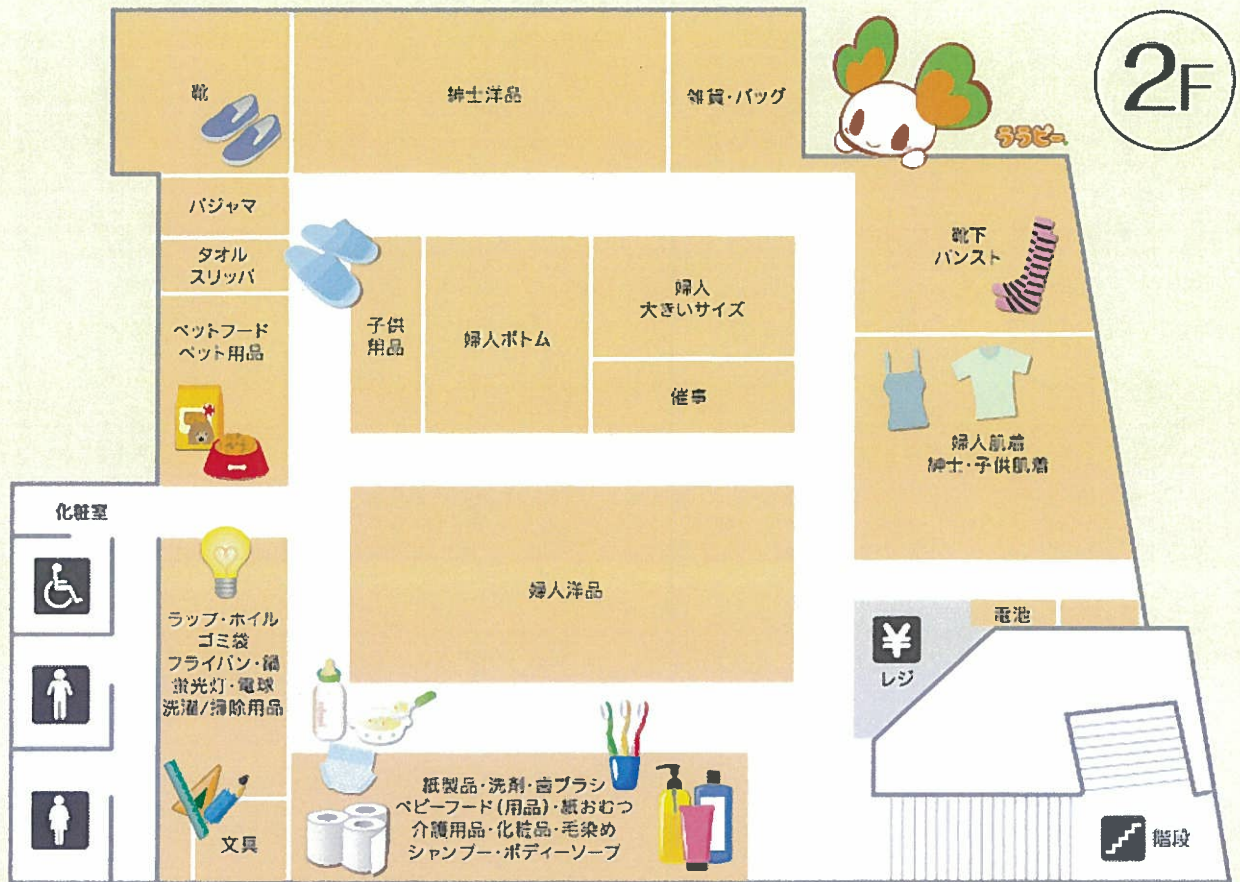 2F
靴
紳士洋品
雑貨・バッグ
ララピー
パジャマ
タオル
スリッパ
靴下
パンスト
ペットフード
ペット用品
子供
用品
婦人ボトム
婦人
大きいサイズ
催事
婦人肌着
紳士・子供肌着
化粧室
婦人洋品
ラップ・ホイル
ゴミ袋
フライパン・鍋
蛍光灯・電球
洗濯/掃除用品
電池
¥
レジ
紙製品・洗剤・歯ブラシ
ベビーフード(用品)・紙おむつ
介護用品・化粧品・毛染め
シャンプー・ボディーソープ
文具
階段